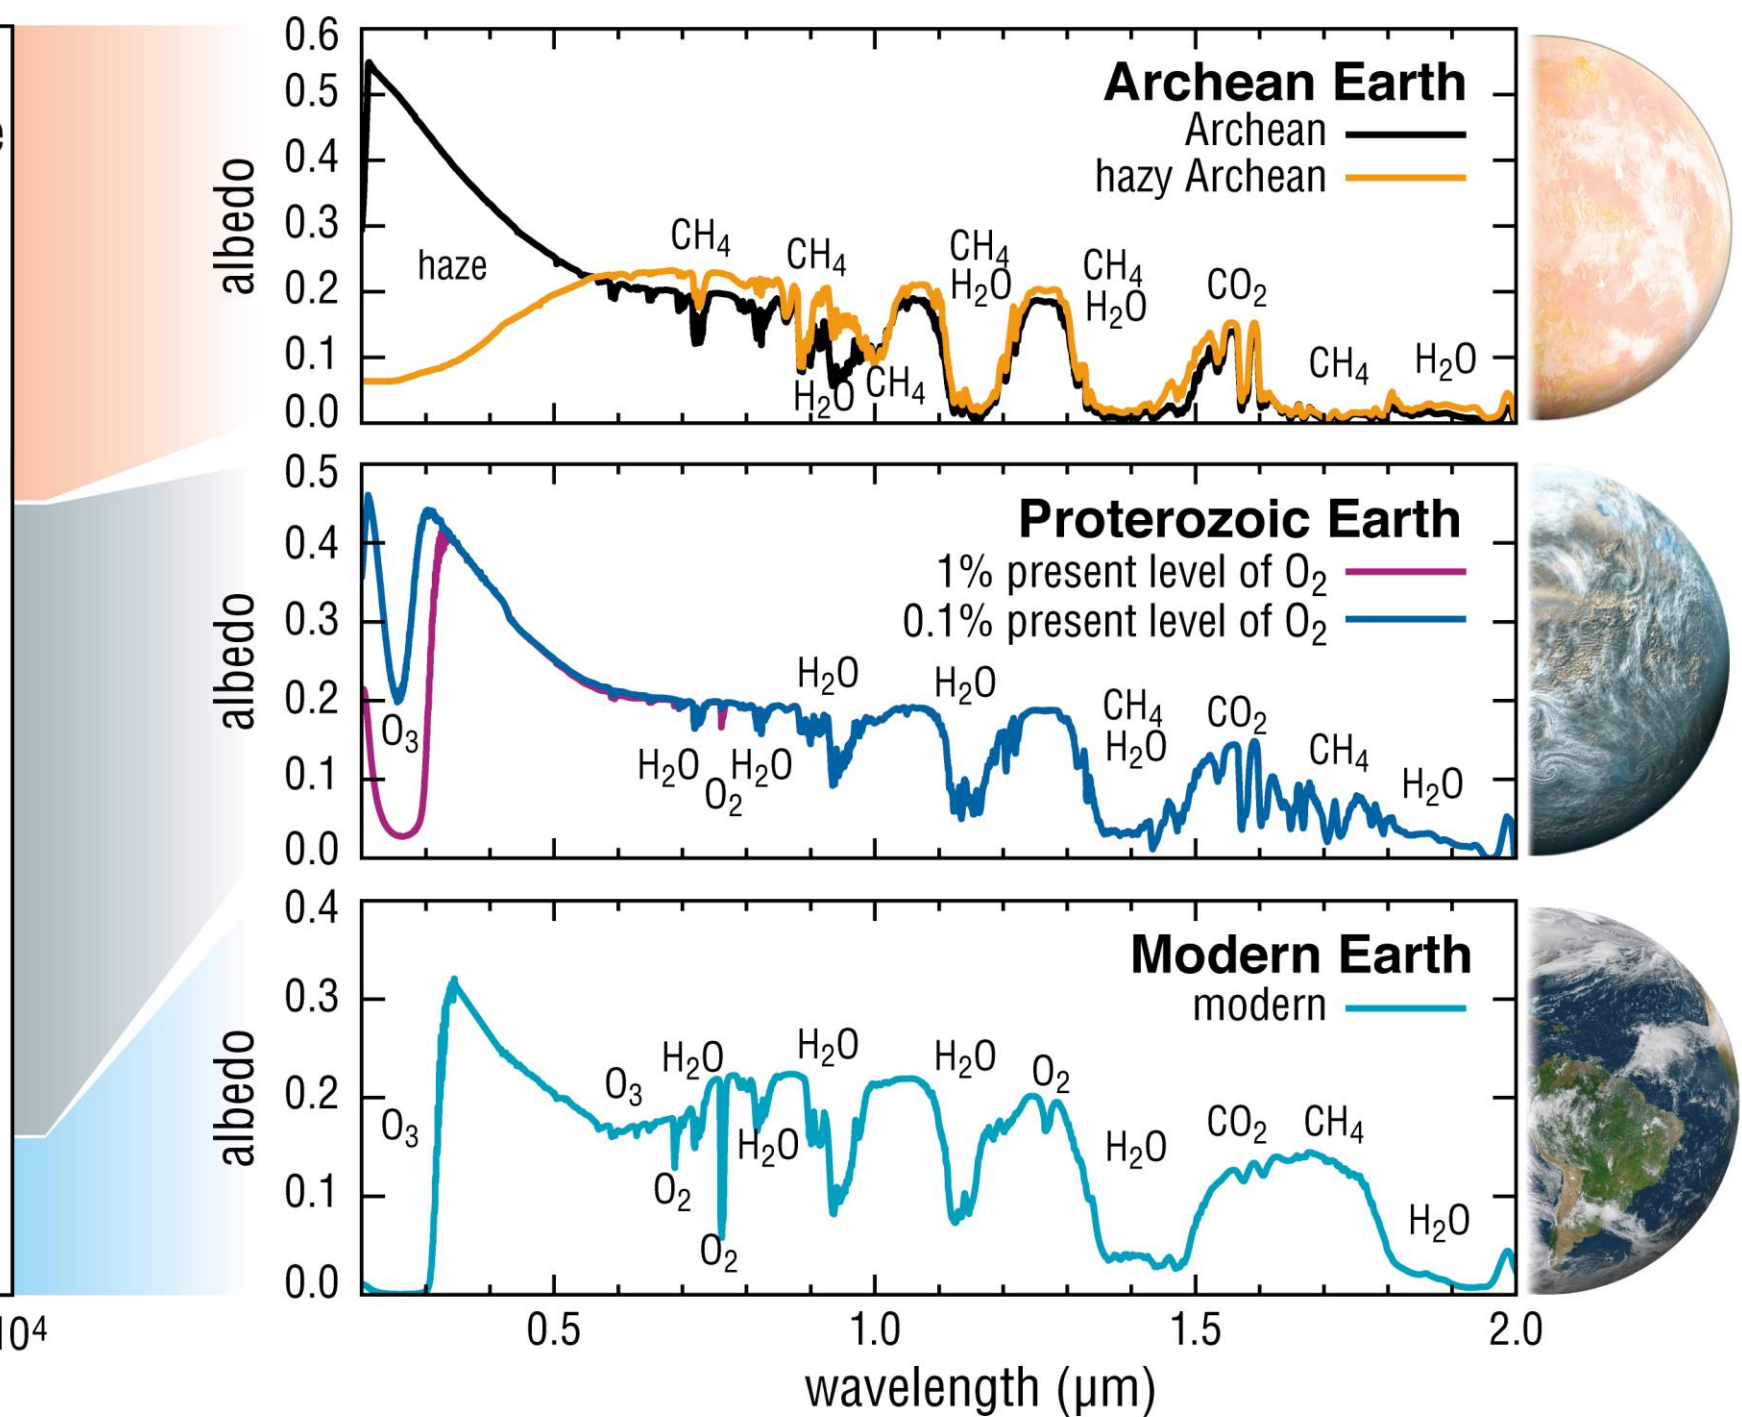 0.6
0.5
0.4
0.3
0.2
0.1
0.0
albedo
Archean Earth
Archean
hazy Archean
haze
CH₄
CH₄
CH₄
H₂O
CH₄
H₂O
CO₂
H₂O
CH₄
CH₄
H₂O
0.5
0.4
0.3
0.2
0.1
0.0
albedo
Proterozoic Earth
1% present level of O₂
0.1% present level of O₂
O₃
H₂O
O₂
H₂O
H₂O
H₂O
CH₄
H₂O
CO₂
CH₄
H₂O
0.4
0.3
0.2
0.1
0.0
albedo
Modern Earth
modern
O₃
O₃
H₂O
O₂
O₂
H₂O
H₂O
H₂O
O₂
H₂O
CO₂
CH₄
H₂O
0.5
1.0
1.5
2.0
wavelength (μm)